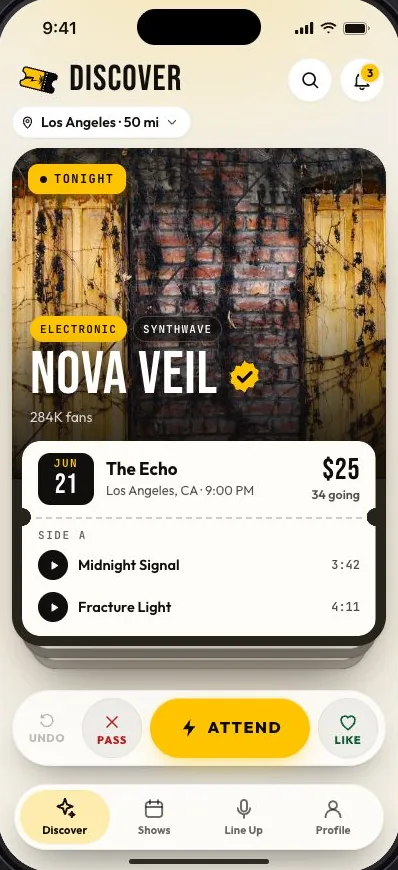 9:41
DISCOVER
3
Los Angeles · 50 mi
TONIGHT
ELECTRONIC SYNTHWAVE
NOVA VEIL
284K fans
JUN
21
The Echo
Los Angeles, CA · 9:00 PM
$25
34 going
SIDE A
Midnight Signal 3:42
Fracture Light 4:11
UNDO
PASS
ATTEND
LIKE
Discover Shows Line Up Profile